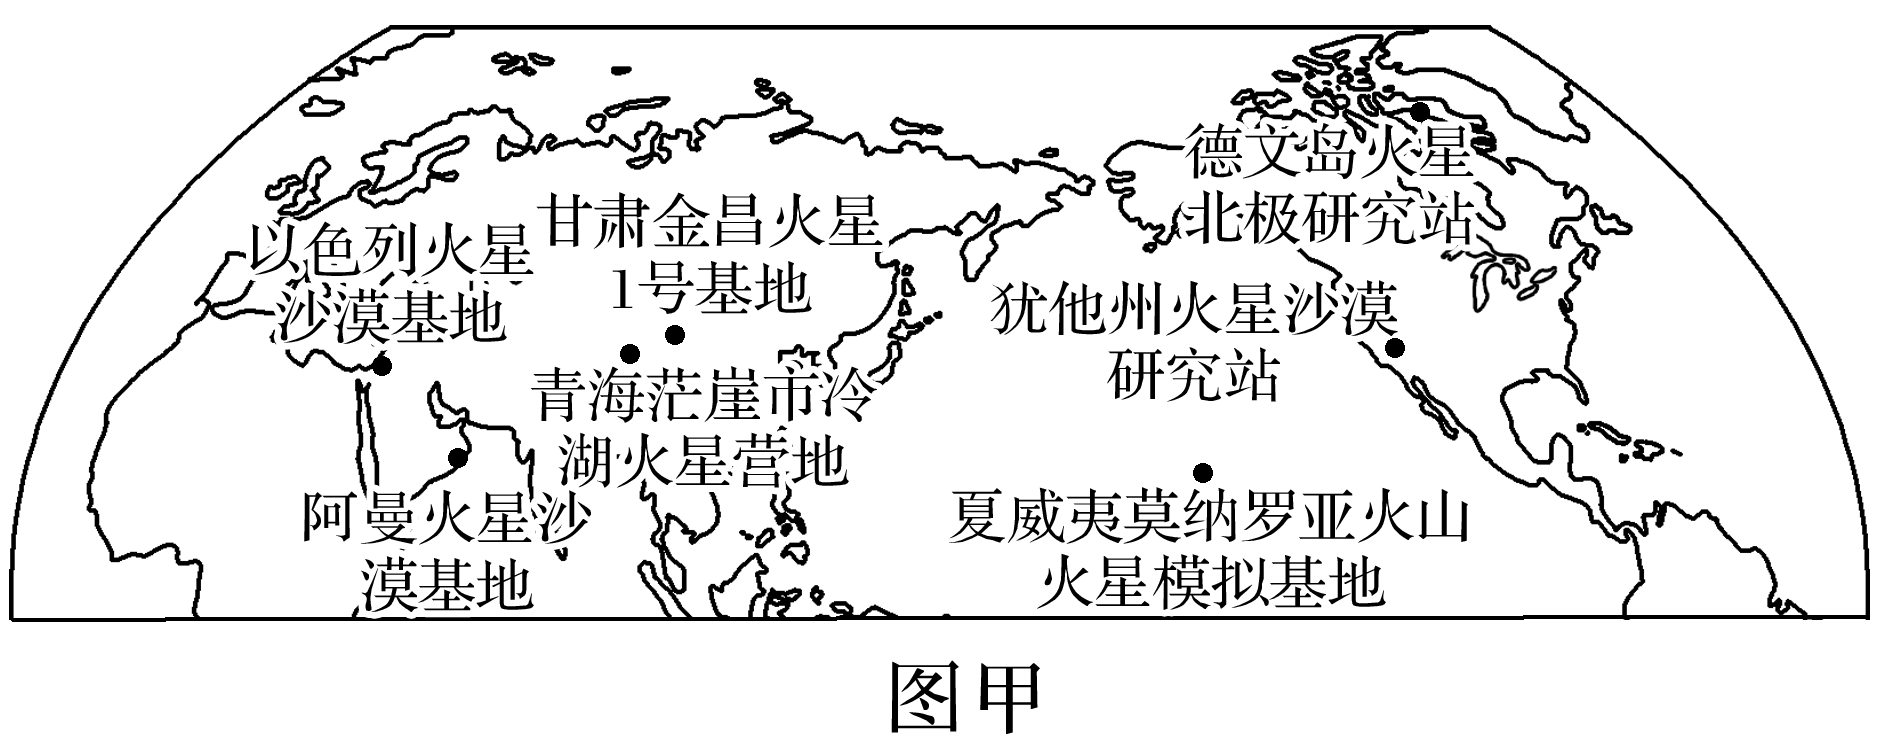 德文岛火星
北极研究站
甘肃金昌火星
1号基地
以色列火星
沙漠基地
犹他州火星沙漠
研究站
青海茫崖市冷
湖火星营地
阿曼火星沙
漠基地
夏威夷莫纳罗亚火山
火星模拟基地
图甲